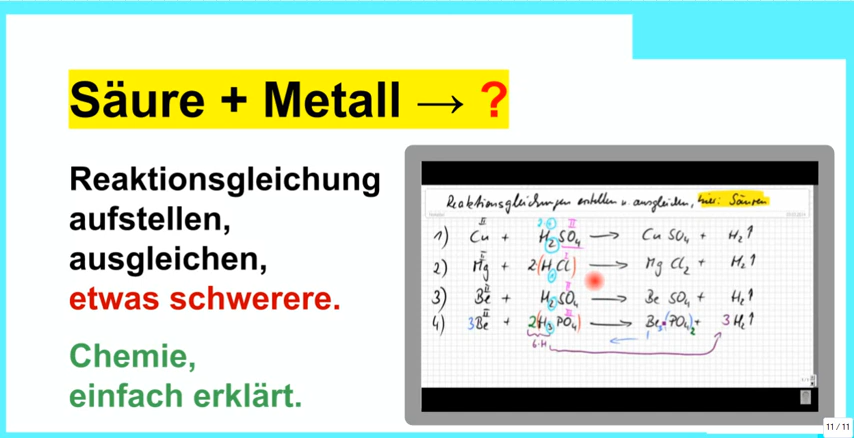 Säure + Metall → ?
Reaktionsgleichung
aufstellen,
ausgleichen,
etwas schwerere.
Chemie,
einfach erklärt.
Reaktionsgleichungen erstellen u. ausgleichen, hier: Säuren
1) Cu + H₂SO₄ → CuSO₄ + H₂↑
2) Mg + 2(HCl) → MgCl₂ + H₂↑
3) Be + H₂SO₄ → BeSO₄ + H₂↑
4) 3Be + 2(H₃PO₄) → Be₃(PO₄)₂ + 3H₂↑
6·H
11 / 11